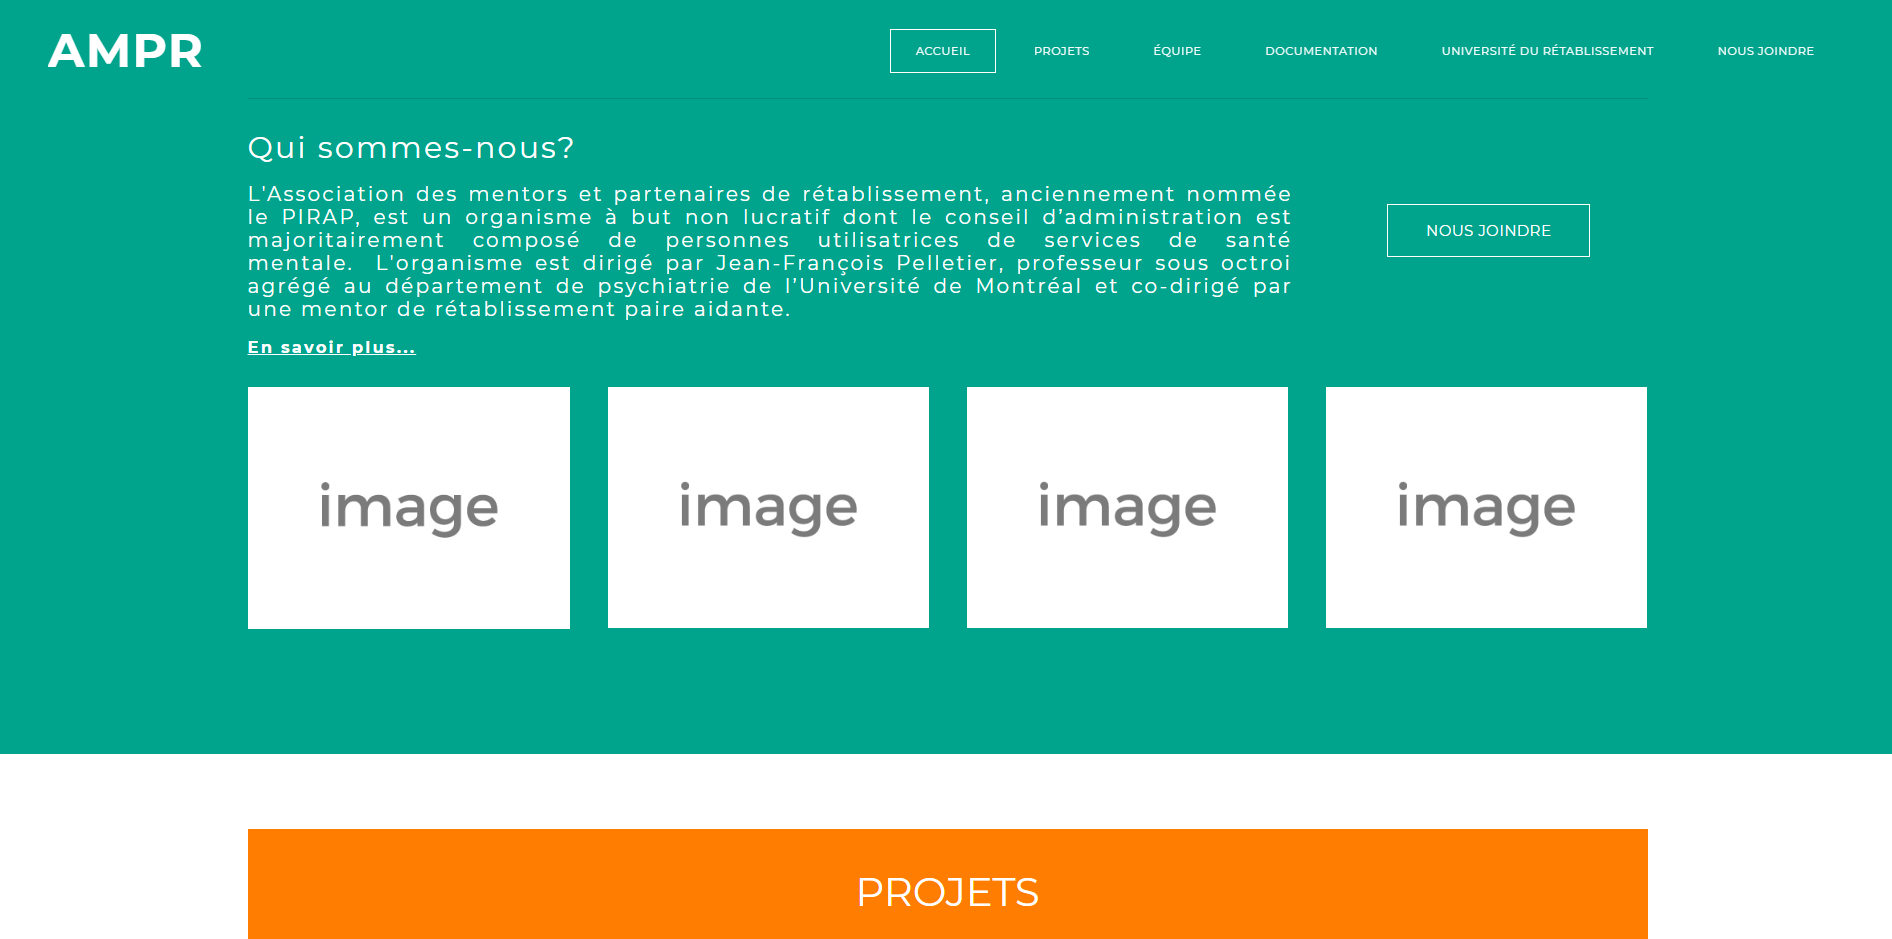 AMPR
ACCUEIL PROJETS ÉQUIPE DOCUMENTATION UNIVERSITÉ DU RÉTABLISSEMENT NOUS JOINDRE
Qui sommes-nous?
L'Association des mentors et partenaires de rétablissement, anciennement nommée
le PIRAP, est un organisme à but non lucratif dont le conseil d’administration est
majoritairement composé de personnes utilisatrices de services de santé
mentale. L'organisme est dirigé par Jean-François Pelletier, professeur sous octroi
agrégé au département de psychiatrie de l’Université de Montréal et co-dirigé par
une mentor de rétablissement paire aidante.
NOUS JOINDRE
En savoir plus...
image image image image
PROJETS